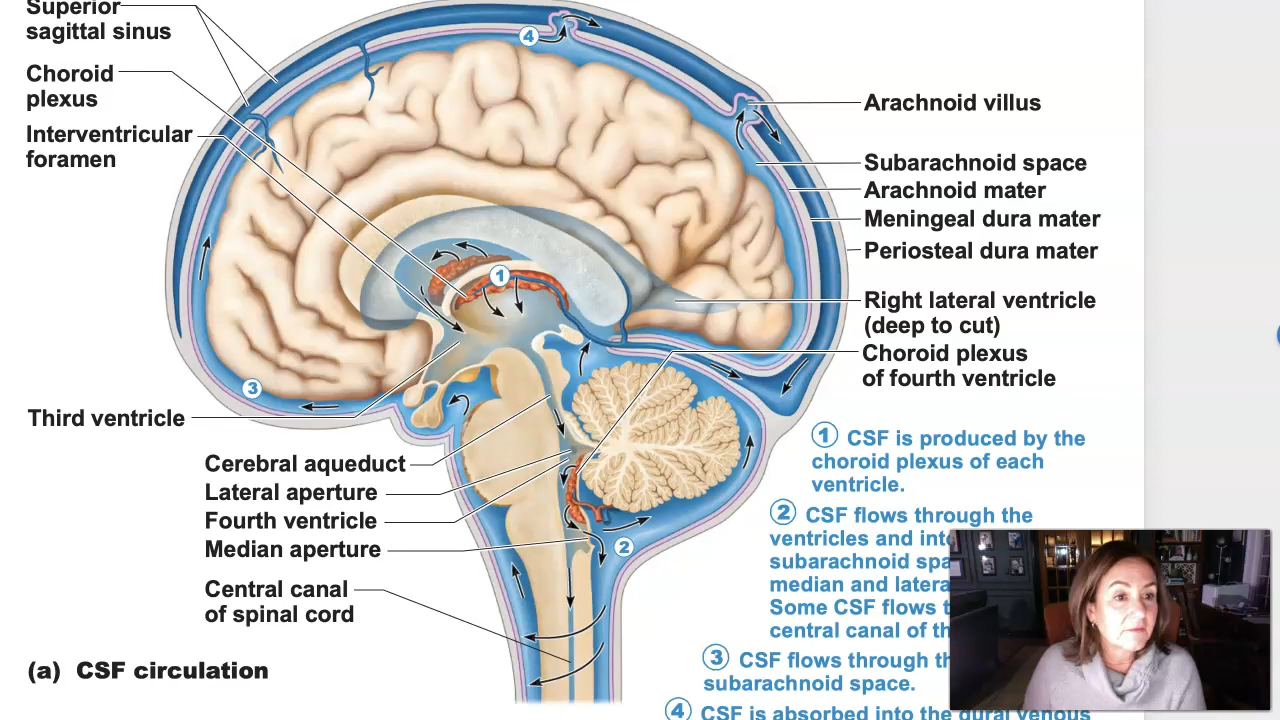 Superior
sagittal sinus
Choroid
plexus
Interventricular
foramen
Third ventricle
Cerebral aqueduct
Lateral aperture
Fourth ventricle
Median aperture
Central canal
of spinal cord
(a) CSF circulation
4
1
3
2
Arachnoid villus
Subarachnoid space
Arachnoid mater
Meningeal dura mater
Periosteal dura mater
Right lateral ventricle
(deep to cut)
Choroid plexus
of fourth ventricle
1 CSF is produced by the
choroid plexus of each
ventricle.
2 CSF flows through the
ventricles and
subarachnoid
median and
Some CSF flows
central canal of
3 CSF flows through
subarachnoid space.
4 CSF is absorbed into the dural venous